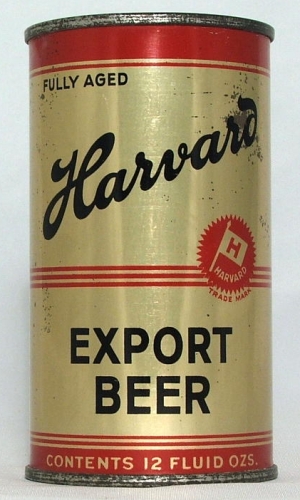 FULLY AGED
Harvard
H
HARVARD
TRADE MARK
EXPORT
BEER
CONTENTS 12 FLUID OZS.